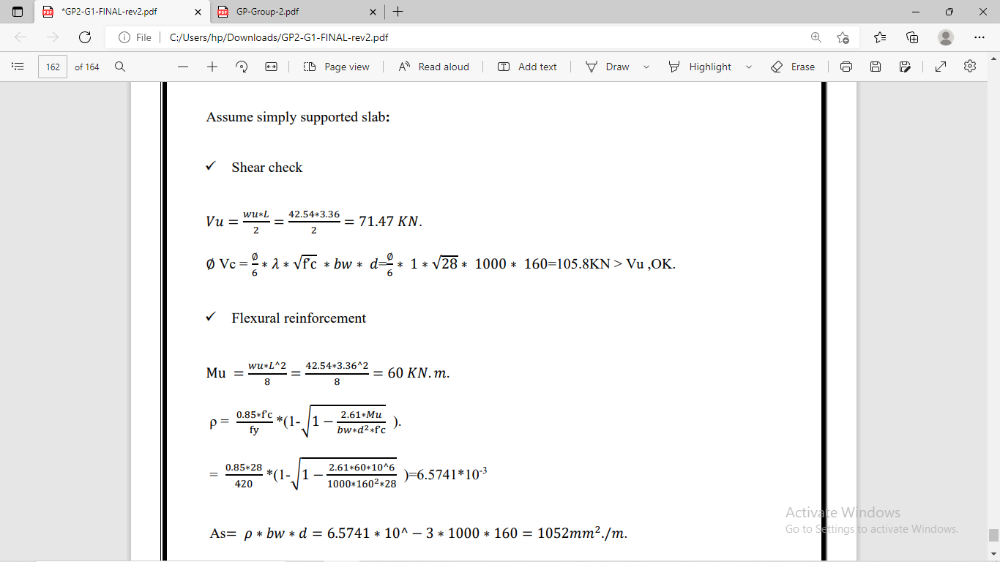 *GP2-G1-FINAL-rev2.pdf
GP-Group-2.pdf
File
C:/Users/hp/Downloads/GP2-G1-FINAL-rev2.pdf
162 of 164
Page view
Read aloud
Add text
Draw
Highlight
Erase
Assume simply supported slab:
✓ Shear check
Vu = wu*L/2 = 42.54*3.36/2 = 71.47 KN.
Ø Vc = Ø/6 * λ * √f'c * bw * d = Ø/6 * 1 * √28 * 1000 * 160=105.8KN > Vu ,OK.
✓ Flexural reinforcement
Mu = wu*L^2/8 = 42.54*3.36^2/8 = 60 KN.m.
ρ = 0.85*f'c/fy *(1-√(1 − 2.61*Mu/bw*d²*f'c) ).
= 0.85*28/420 *(1-√(1 − 2.61*60*10^6/1000*160²*28) )=6.5741*10⁻³
As= ρ * bw * d = 6.5741 * 10^ − 3 * 1000 * 160 = 1052mm²./m.
Activate Windows
Go to Settings to activate Windows.